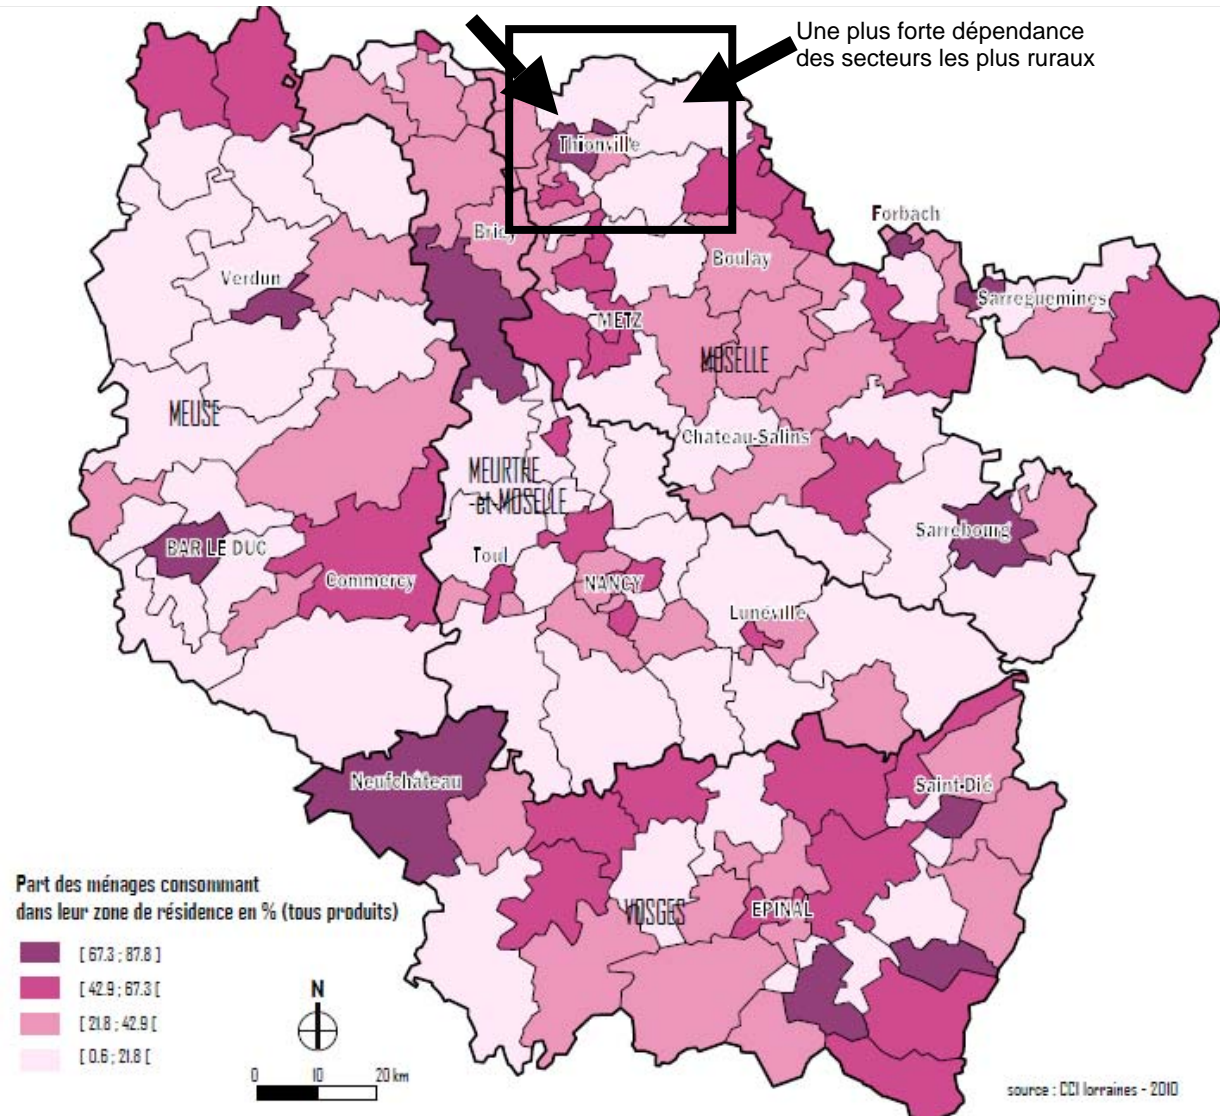 Une plus forte dépendance
des secteurs les plus ruraux
Thionville
Forbach
Briey
Boulay
Verdun
Sarreguemines
METZ
MOSELLE
MEUSE
Chateau-Salins
MEURTHE
-et-MOSELLE
Sarrebourg
BAR LE DUC
Toul
Commercy
NANCY
Lunéville
Neufchâteau
Saint-Dié
Part des ménages consommant
dans leur zone de résidence en % (tous produits)
VOSGES
EPINAL
[ 67.3 ; 87.8 ]
[ 42.9 ; 67.3 [
[ 21.8 ; 42.9 [
[ 0.6 ; 21.8 [
N
0 10 20 km
source : CCI lorraines - 2010